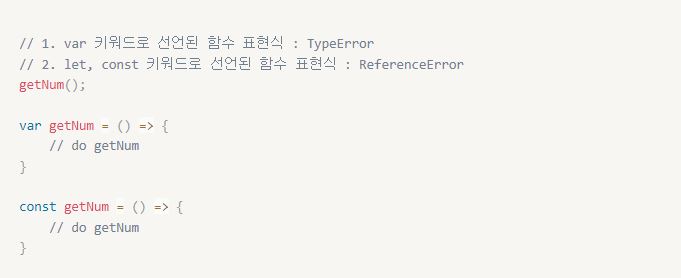 // 1. var 키워드로 선언된 함수 표현식 : TypeError
// 2. let, const 키워드로 선언된 함수 표현식 : ReferenceError
getNum();
var getNum = () => {
// do getNum
}
const getNum = () => {
// do getNum
}